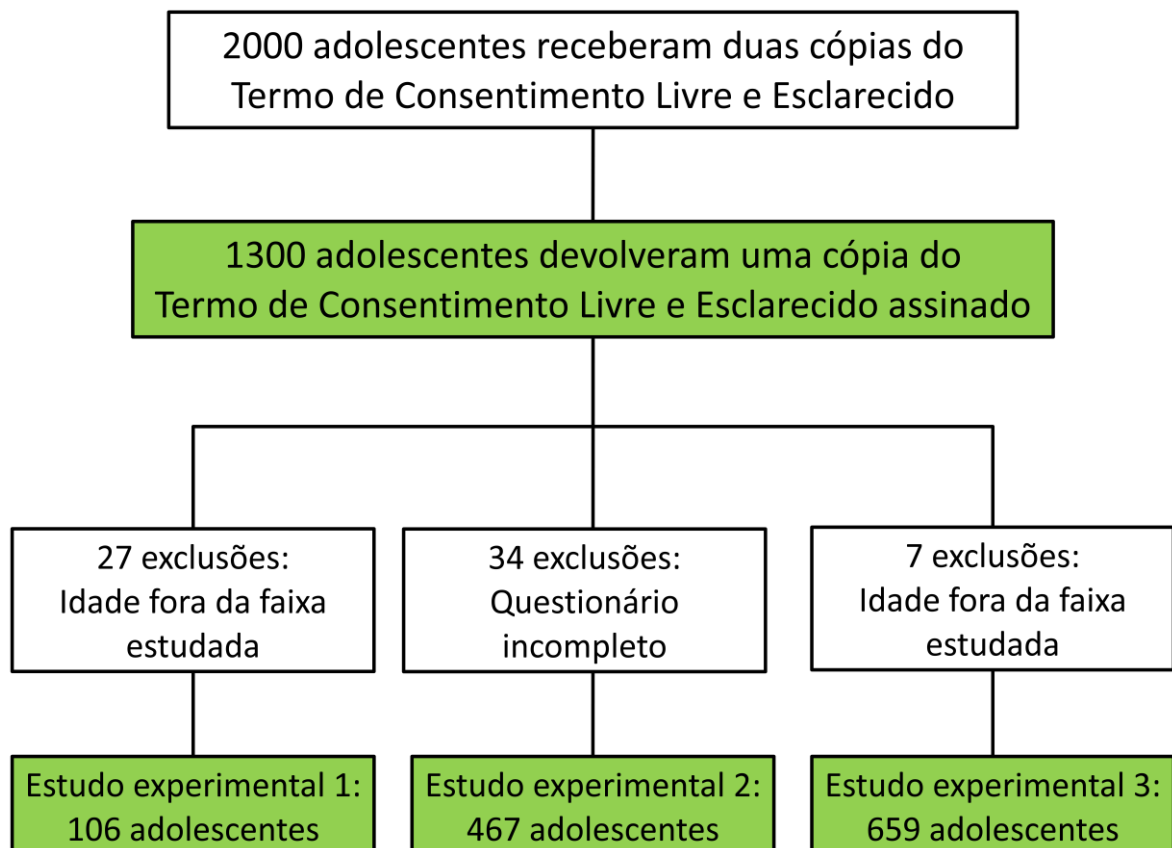 2000 adolescentes receberam duas cópias do
Termo de Consentimento Livre e Esclarecido
1300 adolescentes devolveram uma cópia do
Termo de Consentimento Livre e Esclarecido assinado
27 exclusões:
Idade fora da faixa
estudada
34 exclusões:
Questionário
incompleto
7 exclusões:
Idade fora da faixa
estudada
Estudo experimental 1:
106 adolescentes
Estudo experimental 2:
467 adolescentes
Estudo experimental 3:
659 adolescentes